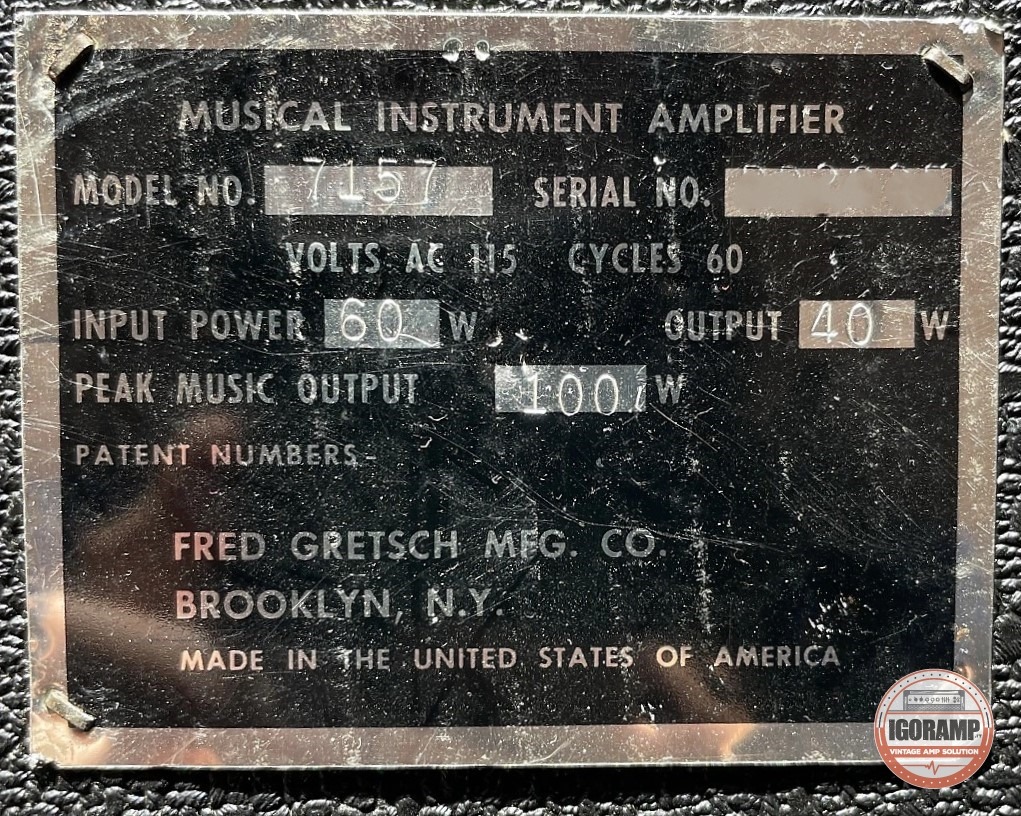 MUSICAL INSTRUMENT AMPLIFIER
MODEL NO. 7157 SERIAL NO.
VOLTS AC 115 CYCLES 60
INPUT POWER 60 W OUTPUT 40 W
PEAK MUSIC OUTPUT 100 W
PATENT NUMBERS-
FRED GRETSCH MFG. CO.
BROOKLYN, N.Y.
MADE IN THE UNITED STATES OF AMERICA
IGORAMP
VINTAGE AMP SOLUTION